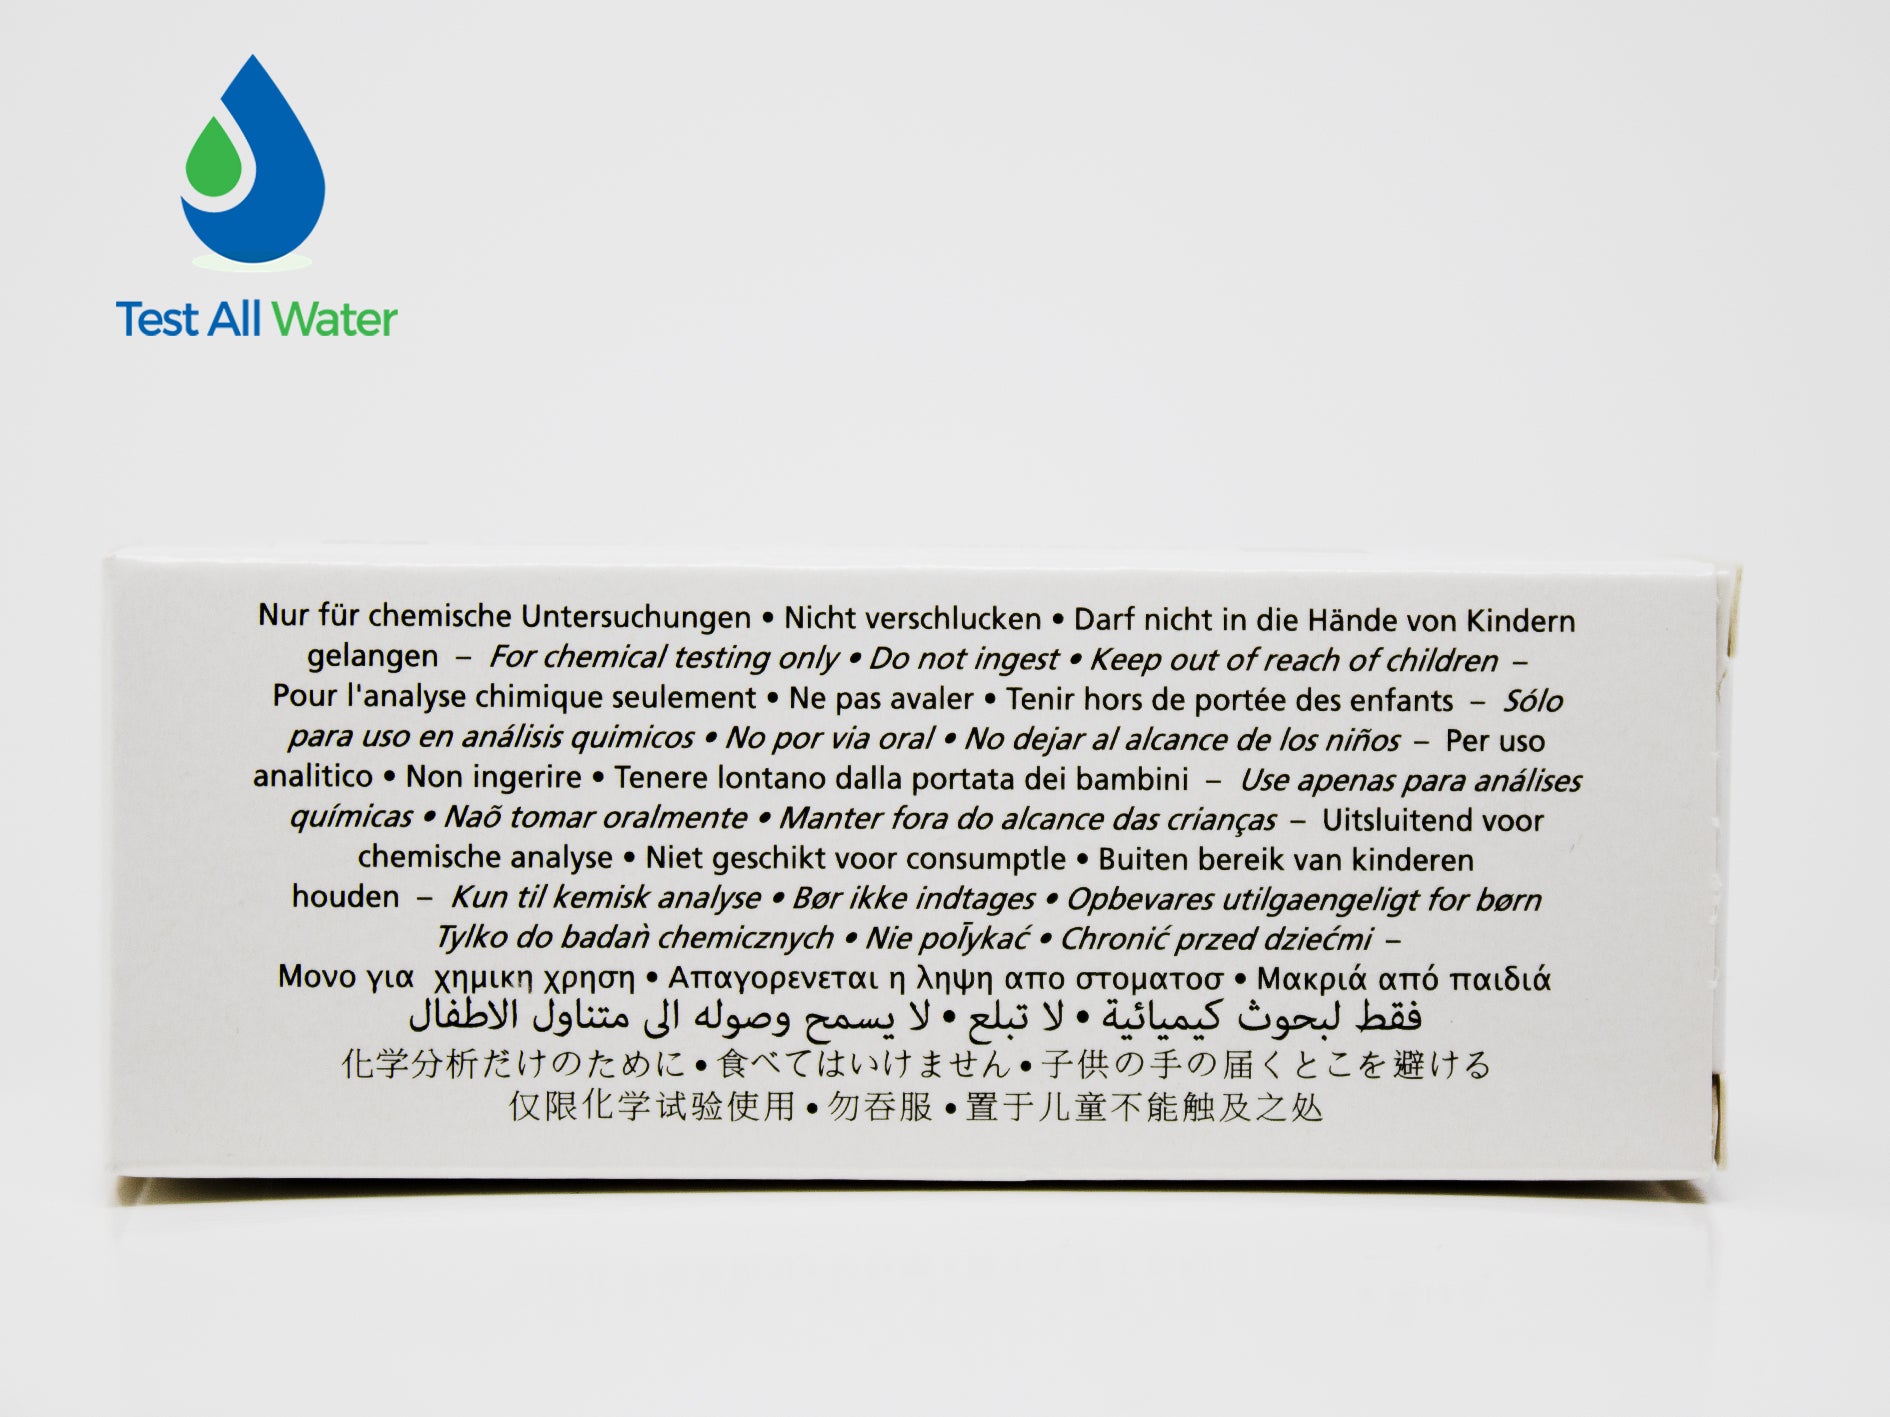 Test All Water
Nur für chemische Untersuchungen • Nicht verschlucken • Darf nicht in die Hände von Kindern
gelangen – For chemical testing only • Do not ingest • Keep out of reach of children –
Pour l'analyse chimique seulement • Ne pas avaler • Tenir hors de portée des enfants – Sólo
para uso en análisis quimicos • No por via oral • No dejar al alcance de los niños – Per uso
analitico • Non ingerire • Tenere lontano dalla portata dei bambini – Use apenas para análises
químicas • Naõ tomar oralmente • Manter fora do alcance das crianças – Uitsluitend voor
chemische analyse • Niet geschikt voor consumptle • Buiten bereik van kinderen
houden – Kun til kemisk analyse • Bør ikke indtages • Opbevares utilgaengeligt for børn
Tylko do badaǹ chemicznych • Nie pol̄ykać • Chronić przed dziećmi –
Μονο για χημικη χρηση • Απαγορενεται η ληψη απο στοματοσ • Μακριά από παιδιά
فقط لبحوث كيميائية • لا تبلع • لا يسمح وصوله الى متناول الاطفال
化学分析だけのために • 食べてはいけません • 子供の手の届くとこを避ける
仅限化学试验使用 • 勿吞服 • 置于儿童不能触及之处